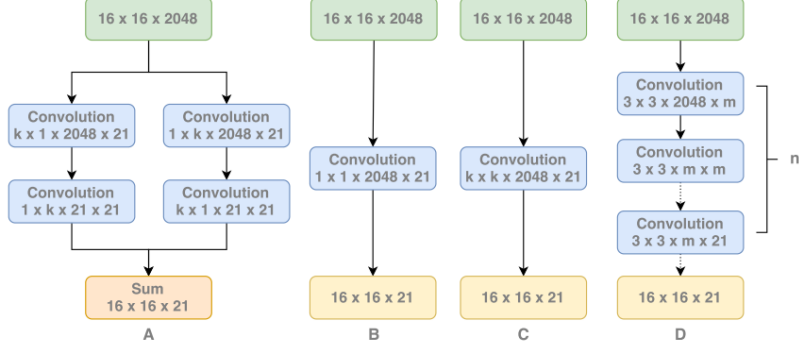 16 x 16 x 2048
Convolution
k x 1 x 2048 x 21
Convolution
1 x k x 2048 x 21
Convolution
1 x k x 21 x 21
Convolution
k x 1 x 21 x 21
Sum
16 x 16 x 21
A
16 x 16 x 2048
Convolution
1 x 1 x 2048 x 21
16 x 16 x 21
B
16 x 16 x 2048
Convolution
k x k x 2048 x 21
16 x 16 x 21
C
16 x 16 x 2048
Convolution
3 x 3 x 2048 x m
Convolution
3 x 3 x m x m
Convolution
3 x 3 x m x 21
n
16 x 16 x 21
D